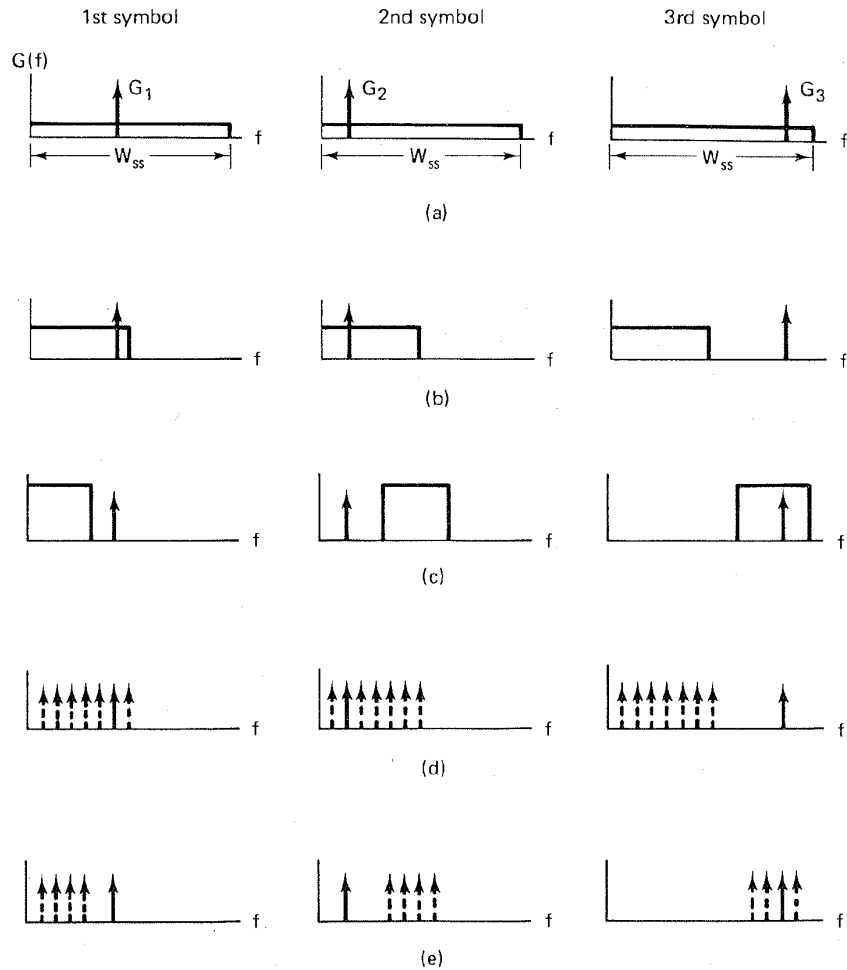 1st symbol 2nd symbol 3rd symbol
G(f)
G1 G2 G3
f f f
Wss Wss Wss
(a)
f f f
(b)
f f f
(c)
f f f
(d)
f f f
(e)